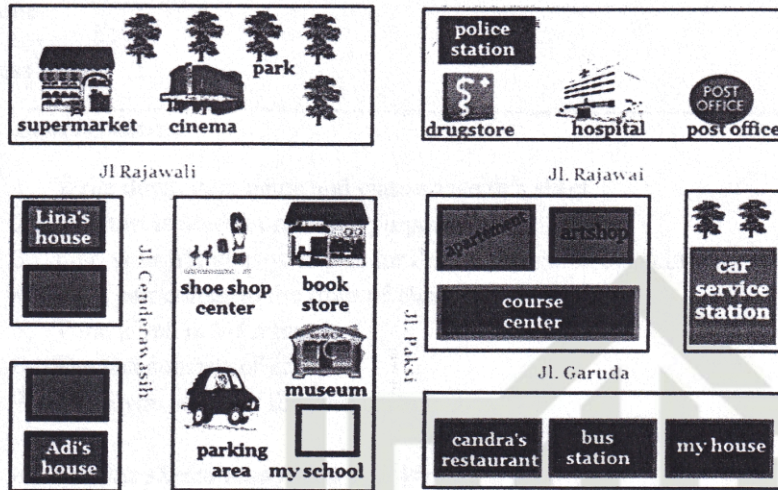 park
supermarket
cinema
police
station
drugstore
hospital
POST
OFFICE
post office
Jl Rajawali
Jl. Rajawai
Lina's
house
Jl. Cenderawasih
shoe shop
center
book
store
museum
parking
area
my school
Adi's
house
Jl. Paksi
apartement
artshop
course
center
car
service
station
Jl. Garuda
candra's
restaurant
bus
station
my house